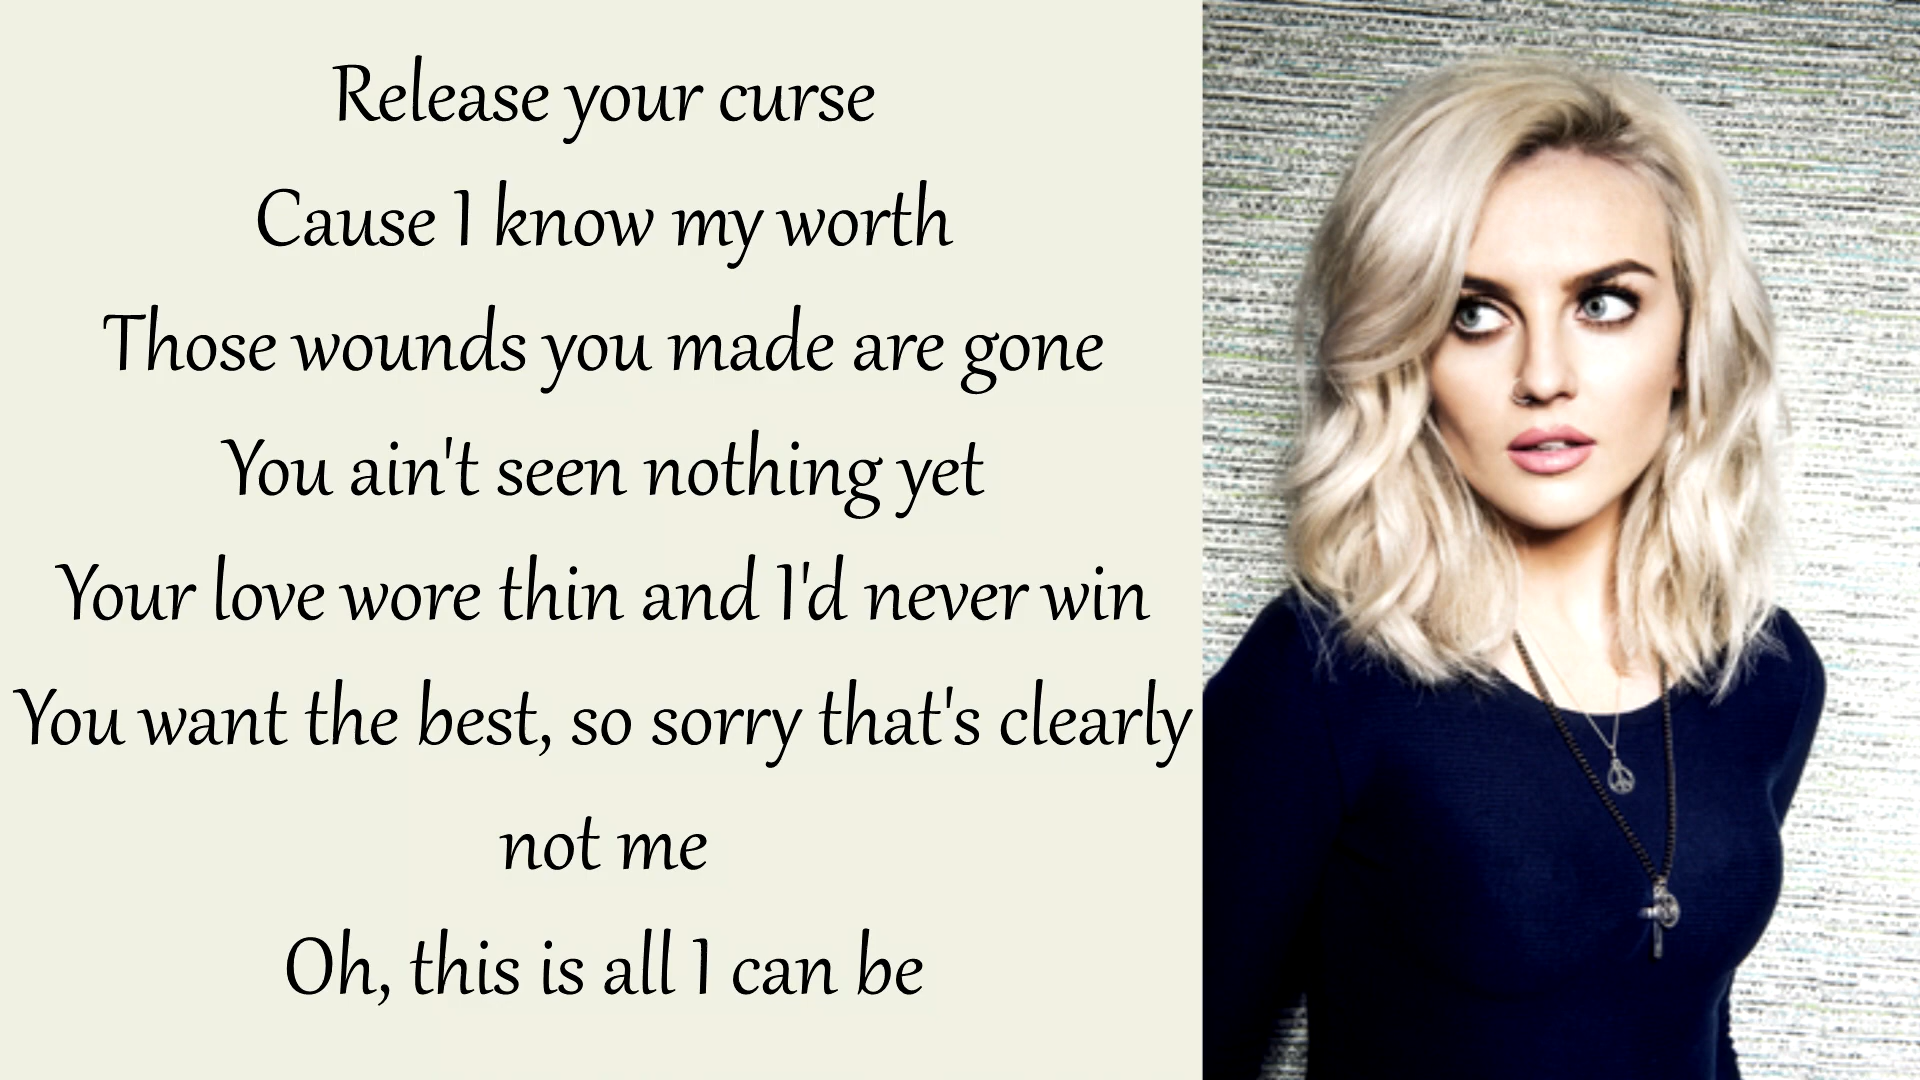 Release your curse
Cause I know my worth
Those wounds you made are gone
You ain't seen nothing yet
Your love wore thin and I'd never win
You want the best, so sorry that's clearly
not me
Oh, this is all I can be